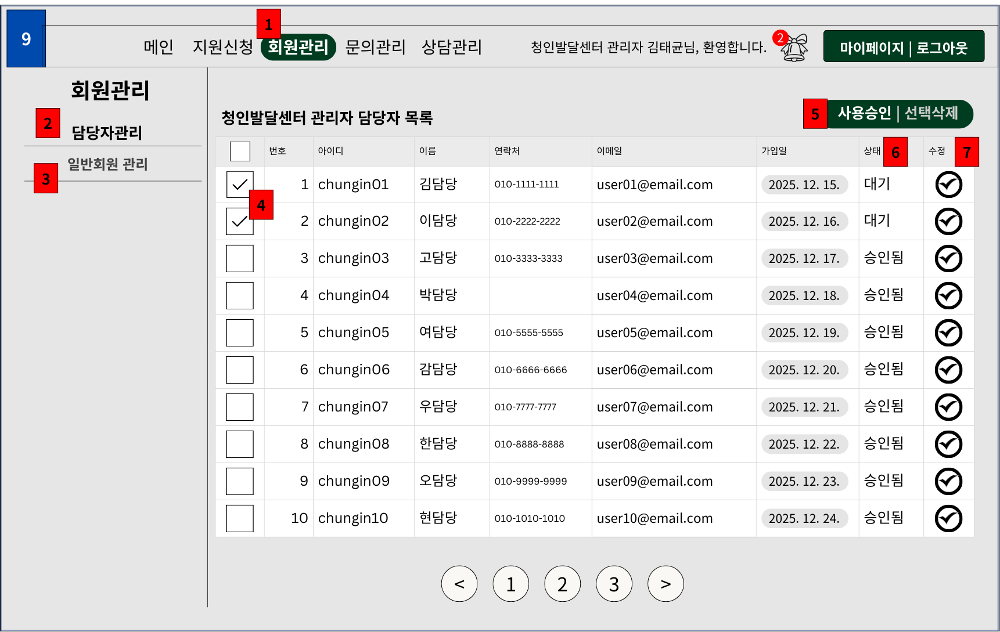 9
1
메인 지원신청 회원관리 문의관리 상담관리 청인발달센터 관리자 김태균님, 환영합니다. 2 마이페이지 | 로그아웃
회원관리
2
담당자관리
3
일반회원 관리
청인발달센터 관리자 담당자 목록
5
사용승인 | 선택삭제
번호 아이디 이름 연락처 이메일 가입일 상태 6 수정 7
1 chungin01 김담당 010-1111-1111 user01@email.com 2025. 12. 15. 대기
4
2 chungin02 이담당 010-2222-2222 user02@email.com 2025. 12. 16. 대기
3 chungin03 고담당 010-3333-3333 user03@email.com 2025. 12. 17. 승인됨
4 chungin04 박담당 user04@email.com 2025. 12. 18. 승인됨
5 chungin05 여담당 010-5555-5555 user05@email.com 2025. 12. 19. 승인됨
6 chungin06 감담당 010-6666-6666 user06@email.com 2025. 12. 20. 승인됨
7 chungin07 우담당 010-7777-7777 user07@email.com 2025. 12. 21. 승인됨
8 chungin08 한담당 010-8888-8888 user08@email.com 2025. 12. 22. 승인됨
9 chungin09 오담당 010-9999-9999 user09@email.com 2025. 12. 23. 승인됨
10 chungin10 현담당 010-1010-1010 user10@email.com 2025. 12. 24. 승인됨
< 1 2 3 >